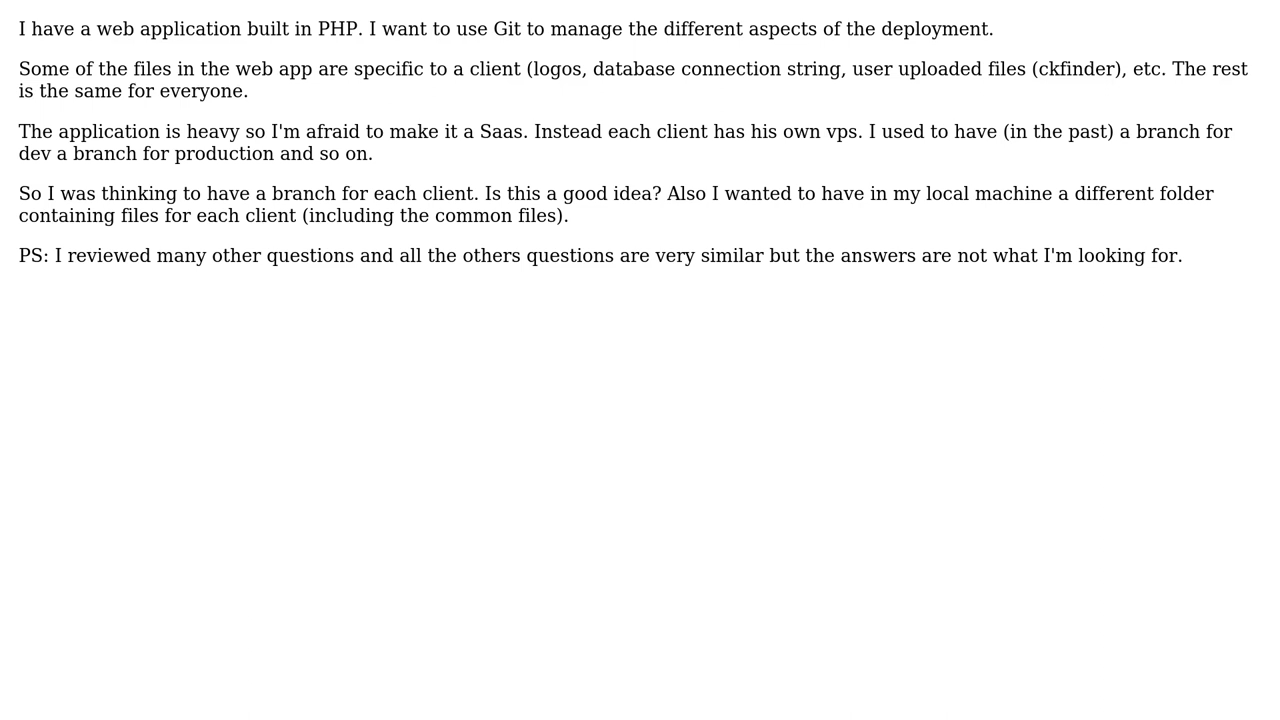 I have a web application built in PHP. I want to use Git to manage the different aspects of the deployment.
Some of the files in the web app are specific to a client (logos, database connection string, user uploaded files (ckfinder), etc. The rest
is the same for everyone.
The application is heavy so I'm afraid to make it a Saas. Instead each client has his own vps. I used to have (in the past) a branch for
dev a branch for production and so on.
So I was thinking to have a branch for each client. Is this a good idea? Also I wanted to have in my local machine a different folder
containing files for each client (including the common files).
PS: I reviewed many other questions and all the others questions are very similar but the answers are not what I'm looking for.